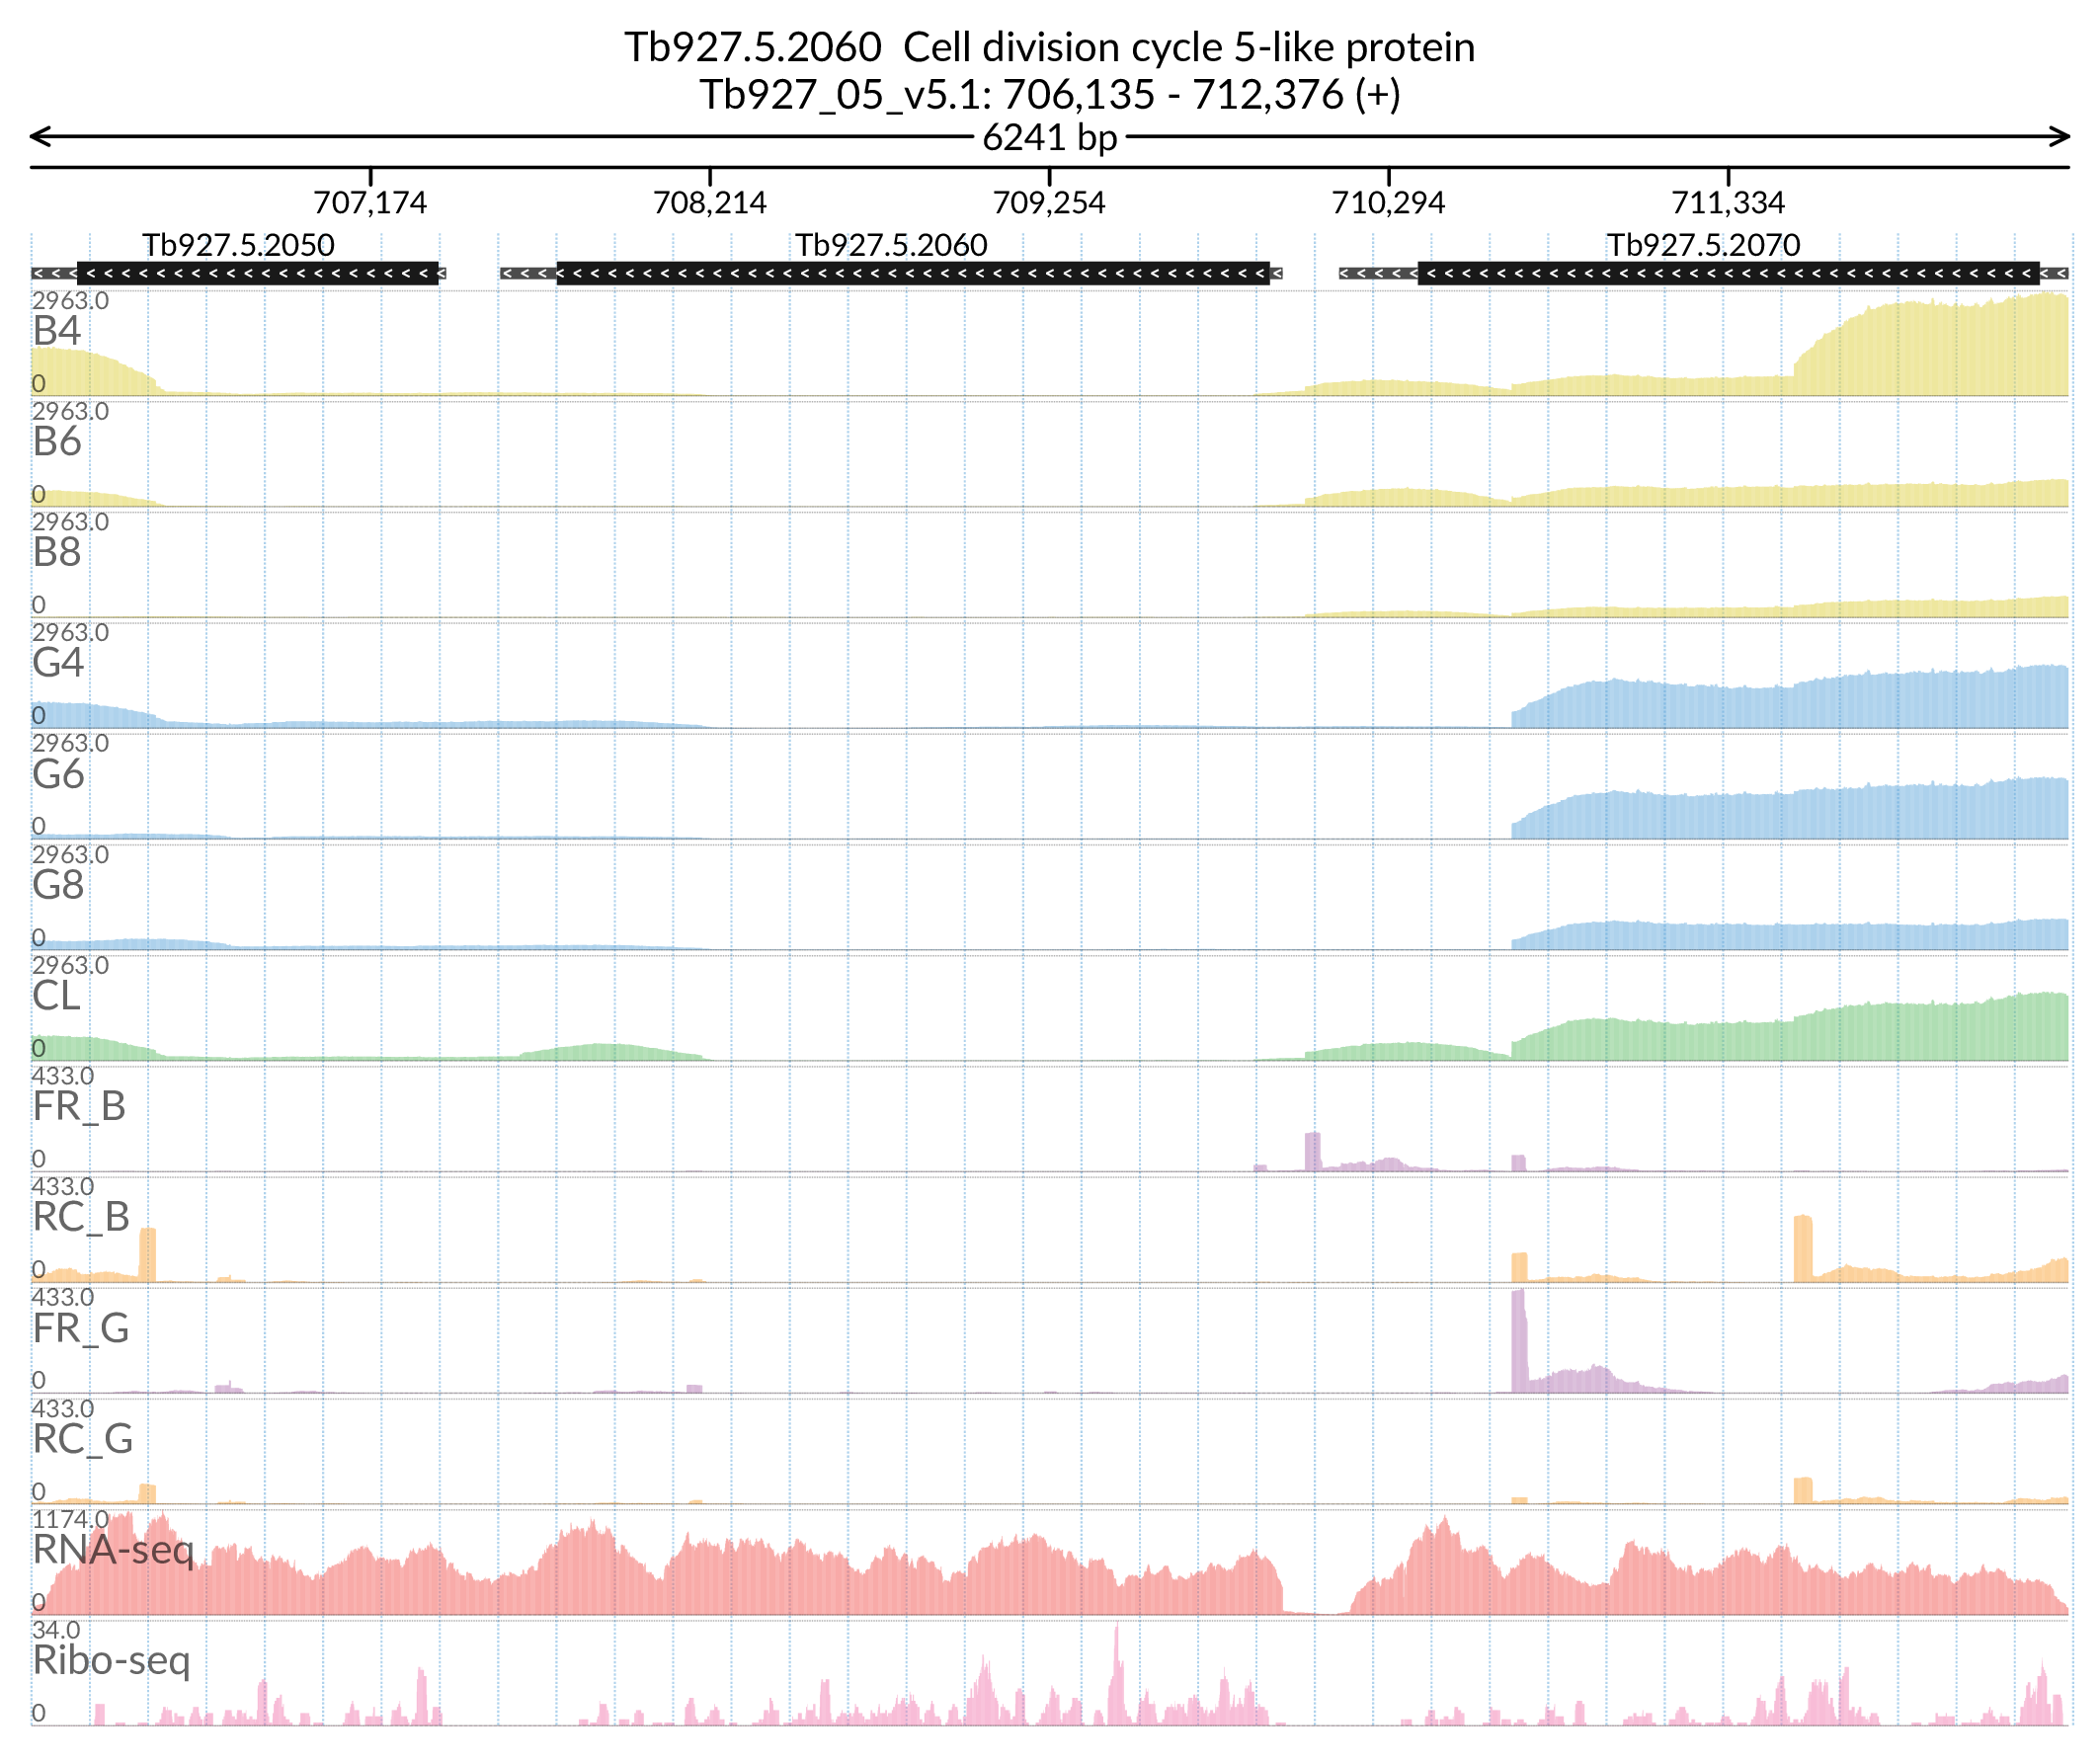 Tb927.5.2060  Cell division cycle 5-like protein
Tb927_05_v5.1: 706,135 - 712,376 (+)
6241 bp
707,174 708,214 709,254 710,294 711,334
Tb927.5.2050 Tb927.5.2060 Tb927.5.2070
2963.0
B4
0
2963.0
B6
0
2963.0
B8
0
2963.0
G4
0
2963.0
G6
0
2963.0
G8
0
2963.0
CL
0
433.0
FR_B
0
433.0
RC_B
0
433.0
FR_G
0
433.0
RC_G
0
1174.0
RNA-seq
0
34.0
Ribo-seq
0